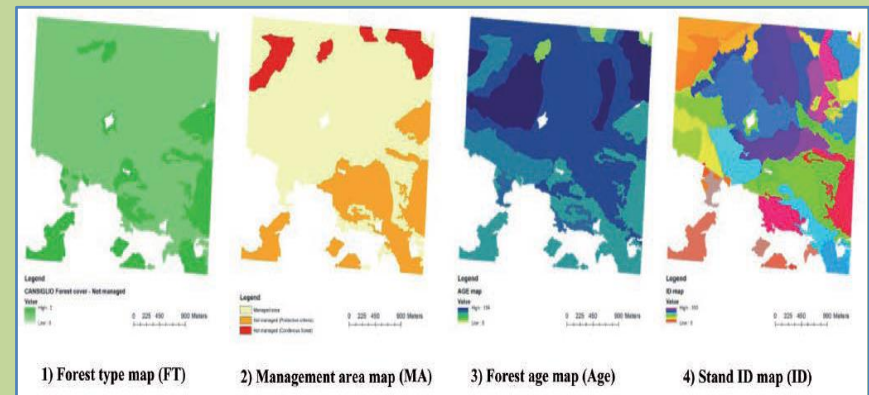 Legend
CANSIGLIO Forest cover - Not managed
Value
High : 2
Low : 0
0 225 450 900 Meters
1) Forest type map (FT)
Legend
Managed area
Not managed (Protective criteria)
Not managed (Coniferous forest)
0 225 450 900 Meters
2) Management area map (MA)
Legend
AGE map
Value
High :
Low : 0
0 225 450 900 Meters
3) Forest age map (Age)
Legend
ID map
Value
High :
Low : 0
0 225 450 900 Meters
4) Stand ID map (ID)